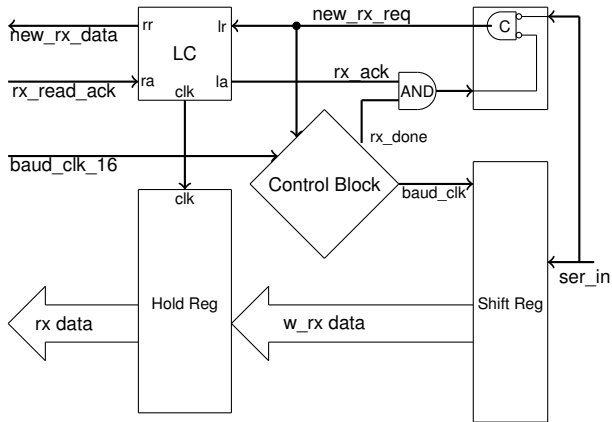 new_rx_data
rr
lr
new_rx_req
C
LC
rx_read_ack
ra
la
rx_ack
AND
clk
rx_done
baud_clk_16
Control Block
clk
baud_clk
ser_in
Hold Reg
Shift Reg
rx data
w_rx data